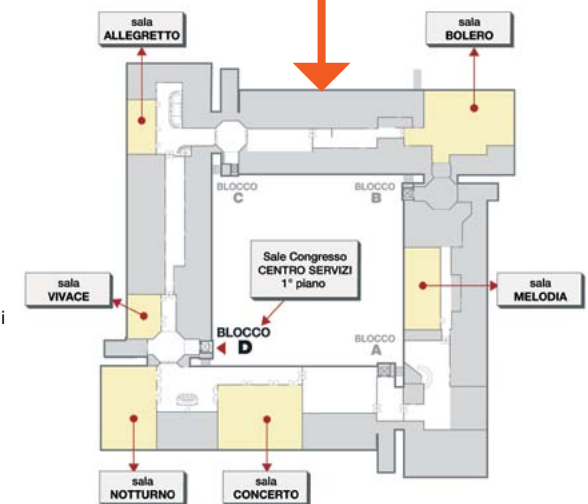 sala
ALLEGRETTO
sala
BOLERO
BLOCCO
C
BLOCCO
B
Sale Congresso
CENTRO SERVIZI
1° piano
sala
VIVACE
sala
MELODIA
i
BLOCCO
D
BLOCCO
A
sala
NOTTURNO
sala
CONCERTO